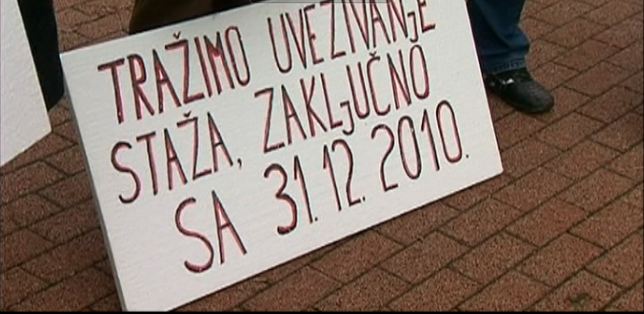 TRAŽIMO UVEZIVANjE
STAŽA, ZAKLjUČNO
SA 31.12.2010.